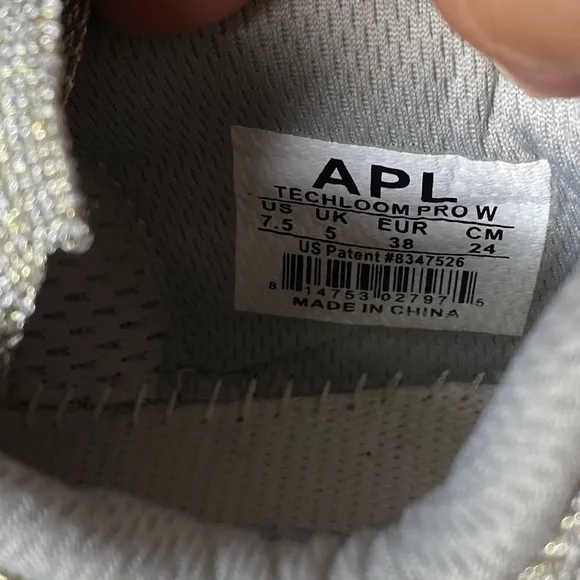 APL
TECHLOOM PRO W
US UK EUR CM
7.5 5 38 24
US Patent #8347526
8 14753 02797 5
MADE IN CHINA